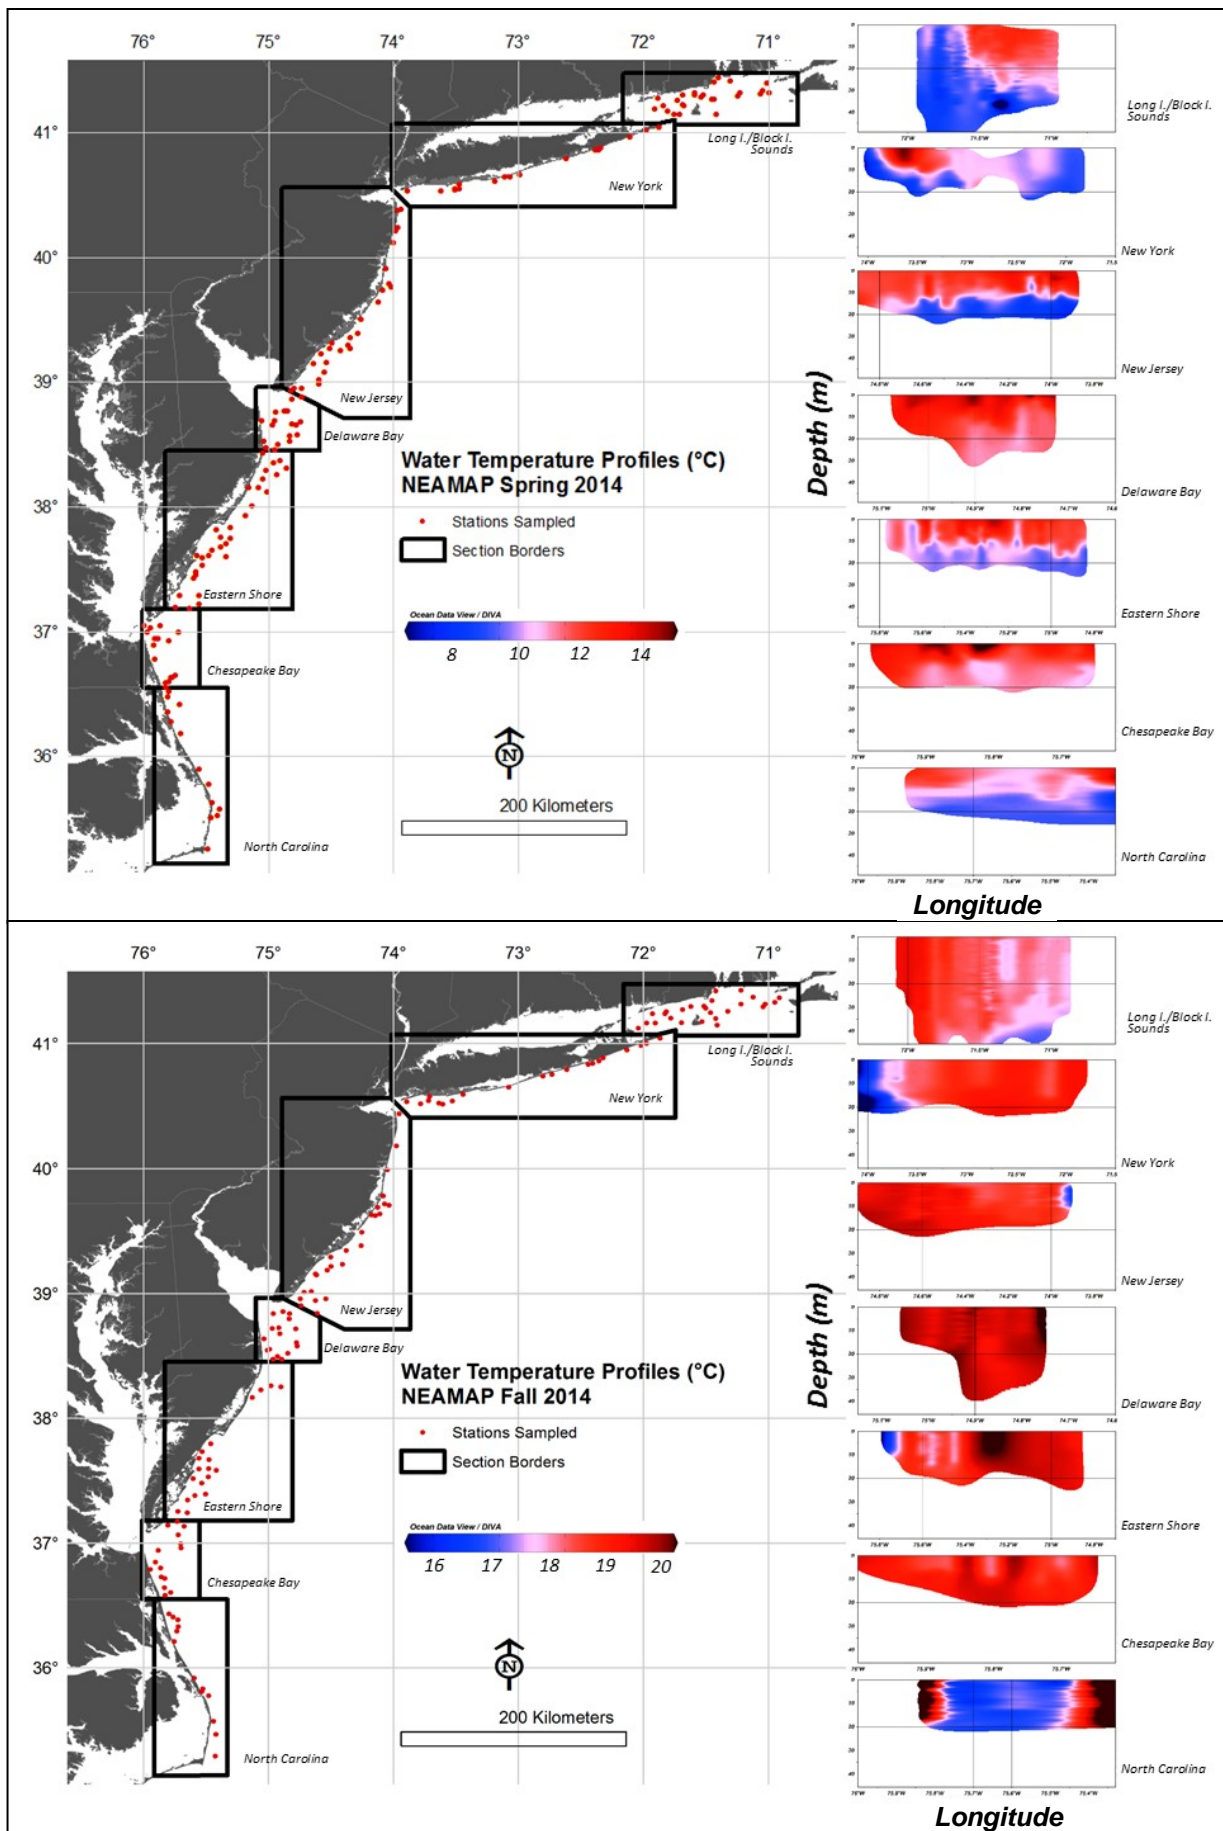 76° 75° 74° 73° 72° 71°
41°
40°
39°
38°
37°
36°
Long I./Block I.
Sounds
New York
New Jersey
Delaware Bay
Eastern Shore
Chesapeake Bay
North Carolina
Water Temperature Profiles (°C)
NEAMAP Spring 2014
Stations Sampled
Section Borders
Ocean Data View / DIVA
8 10 12 14
N
200 Kilometers
Depth (m)
Long I./Block I.
Sounds
New York
New Jersey
Delaware Bay
Eastern Shore
Chesapeake Bay
North Carolina
Longitude
76° 75° 74° 73° 72° 71°
41°
40°
39°
38°
37°
36°
Long I./Block I.
Sounds
New York
New Jersey
Delaware Bay
Eastern Shore
Chesapeake Bay
North Carolina
Water Temperature Profiles (°C)
NEAMAP Fall 2014
Stations Sampled
Section Borders
Ocean Data View / DIVA
16 17 18 19 20
N
200 Kilometers
Depth (m)
Long I./Block I.
Sounds
New York
New Jersey
Delaware Bay
Eastern Shore
Chesapeake Bay
North Carolina
Longitude